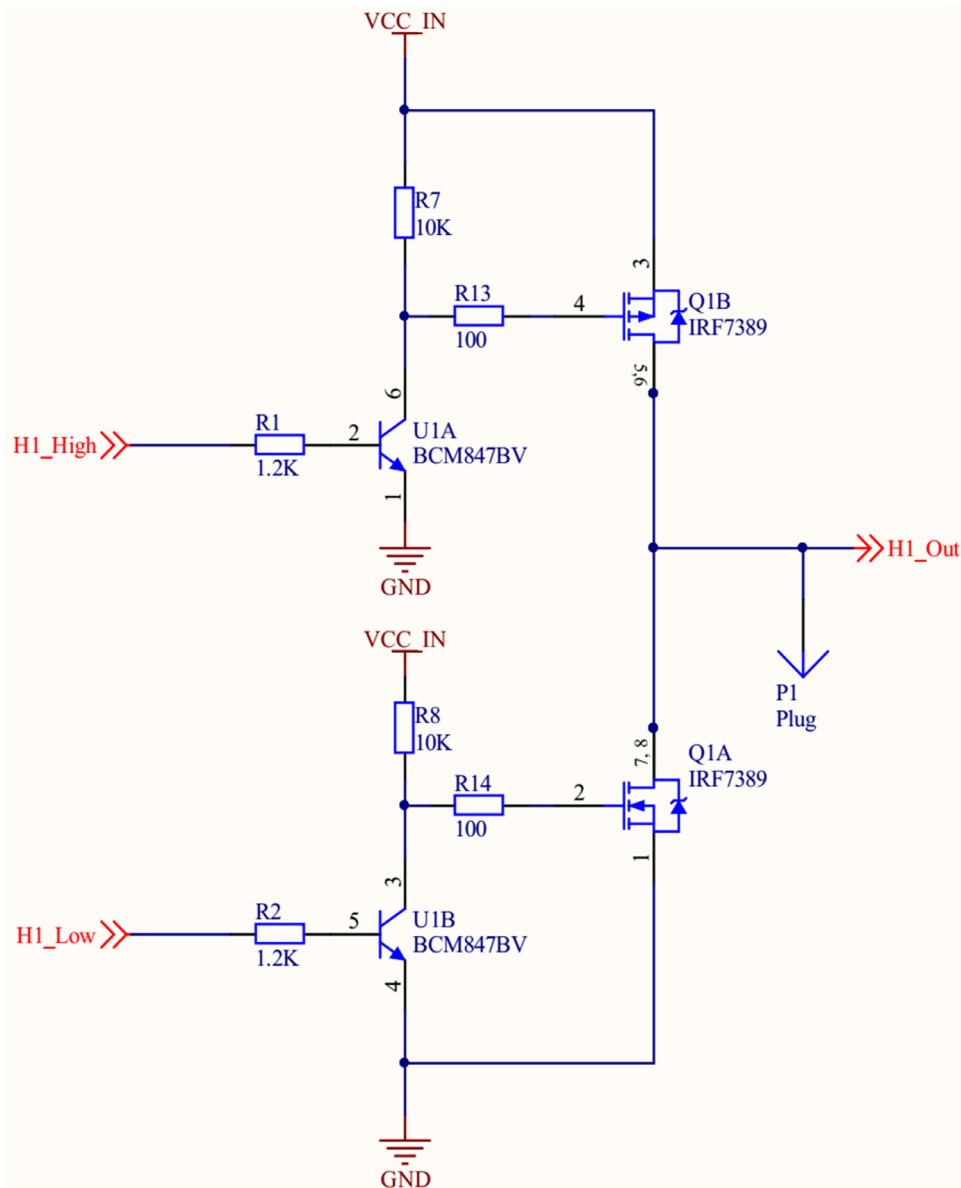 VCC_IN
R7
10K
3
R13
4
Q1B
IRF7389
100
5,6
6
R1
2
U1A
BCM847BV
H1_High
1.2K
1
GND
H1_Out
VCC_IN
P1
Plug
R8
10K
7, 8
Q1A
IRF7389
R14
2
100
1
3
R2
5
U1B
BCM847BV
H1_Low
1.2K
4
GND